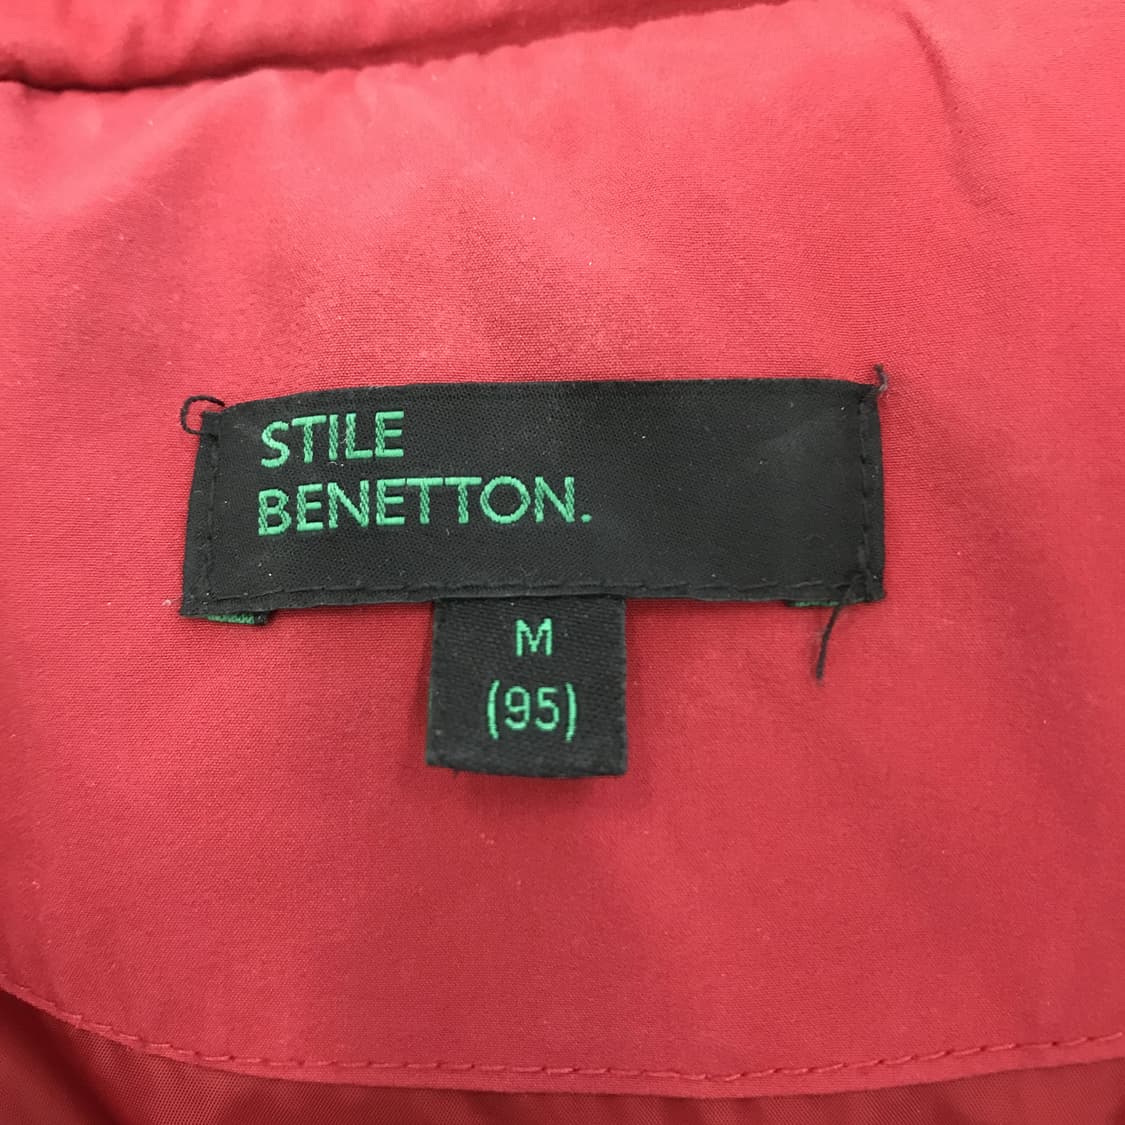 STILE
BENETTON.
M
(95)